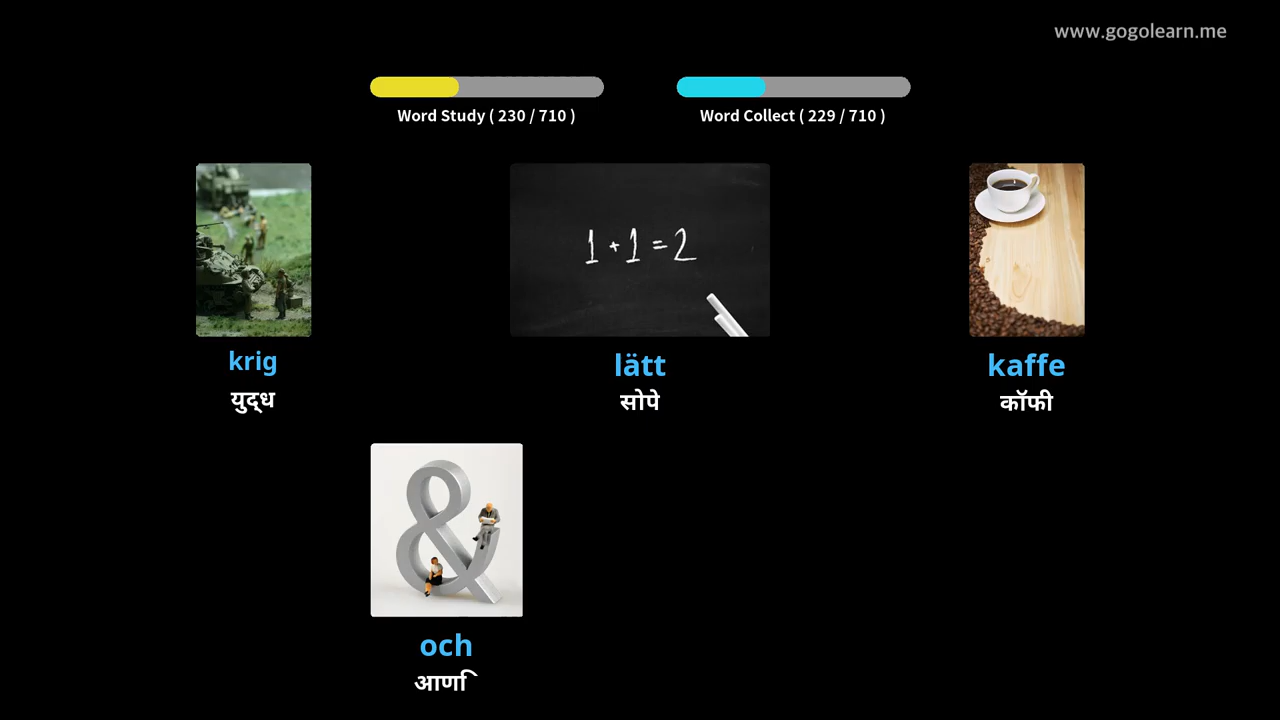 www.gogolearn.me
Word Study ( 230 / 710 )
Word Collect ( 229 / 710 )
1 + 1 = 2
krig
युद्ध
lätt
सोपे
kaffe
कॉफी
&
och
आणि